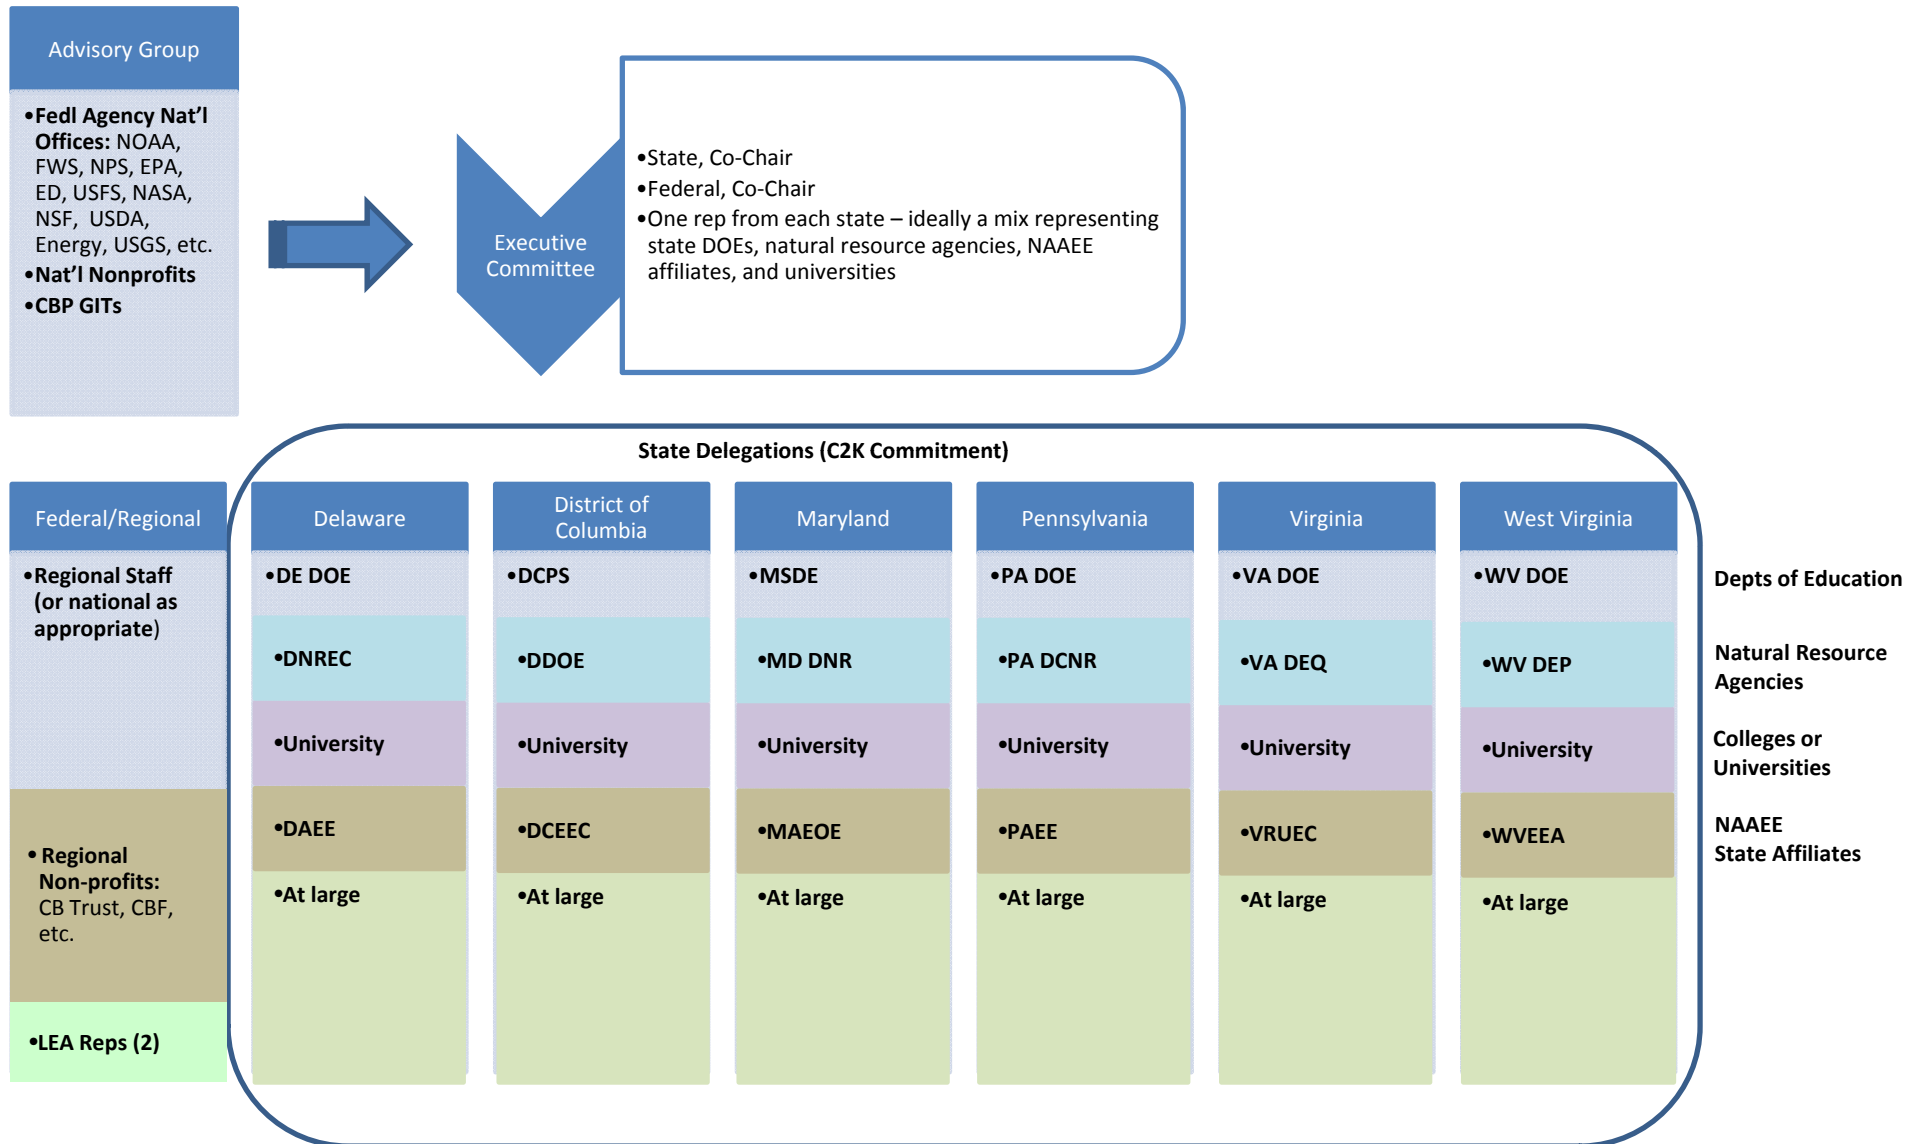 Advisory Group
•Fedl Agency Nat’l
Offices: NOAA,
FWS, NPS, EPA,
ED, USFS, NASA,
NSF, USDA,
Energy, USGS, etc.
•Nat’l Nonprofits
•CBP GITs
Executive
Committee
•State, Co-Chair
•Federal, Co-Chair
•One rep from each state – ideally a mix representing
state DOEs, natural resource agencies, NAAEE
affiliates, and universities
State Delegations (C2K Commitment)
Federal/Regional
•Regional Staff
(or national as
appropriate)
• Regional
Non-profits:
CB Trust, CBF,
etc.
•LEA Reps (2)
Delaware
•DE DOE
•DNREC
•University
•DAEE
•At large
District of
Columbia
•DCPS
•DDOE
•University
•DCEEC
•At large
Maryland
•MSDE
•MD DNR
•University
•MAEOE
•At large
Pennsylvania
•PA DOE
•PA DCNR
•University
•PAEE
•At large
Virginia
•VA DOE
•VA DEQ
•University
•VRUEC
•At large
West Virginia
•WV DOE
•WV DEP
•University
•WVEEA
•At large
Depts of Education
Natural Resource
Agencies
Colleges or
Universities
NAAEE
State Affiliates